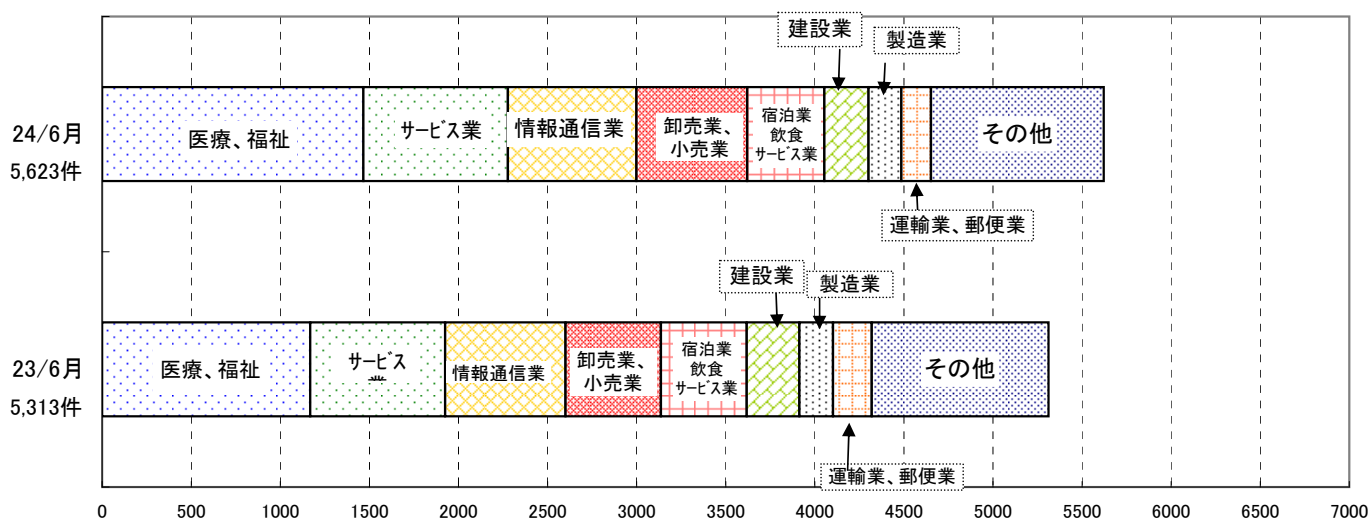 建設業
製造業
24/6月
5,623件
医療、福祉
ｻｰﾋﾞｽ業
情報通信業
卸売業、
小売業
宿泊業
飲食
ｻｰﾋﾞｽ業
その他
運輸業、郵便業
建設業
製造業
23/6月
5,313件
医療、福祉
ｻｰﾋﾞｽ
情報通信業
卸売業、
小売業
宿泊業
飲食
ｻｰﾋﾞｽ業
その他
運輸業、郵便業
0 500 1000 1500 2000 2500 3000 3500 4000 4500 5000 5500 6000 6500 7000